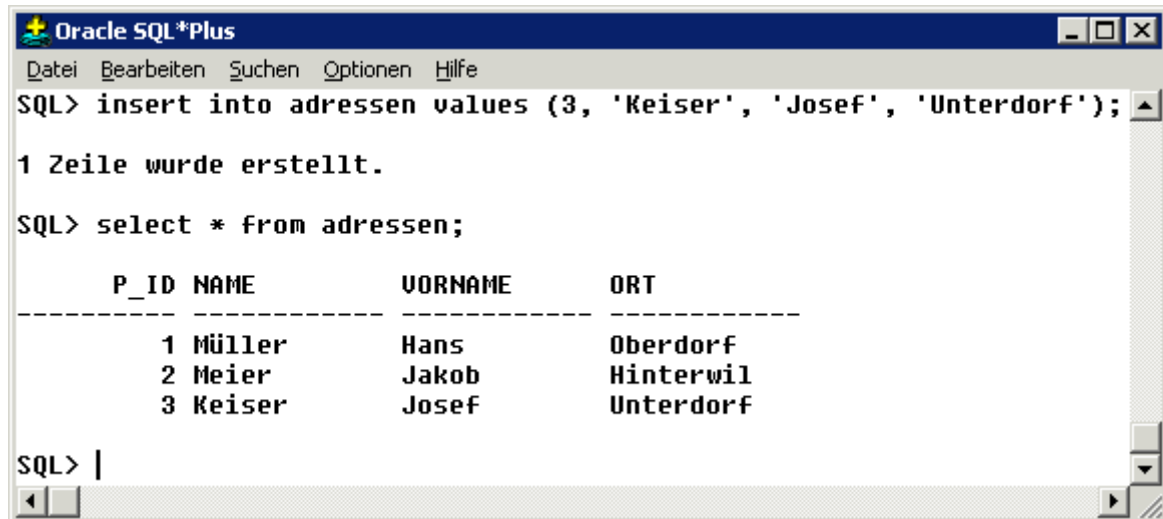 Oracle SQL*Plus
Datei Bearbeiten Suchen Optionen Hilfe
SQL> insert into adressen values (3, 'Keiser', 'Josef', 'Unterdorf');
1 Zeile wurde erstellt.
SQL> select * from adressen;
P_ID NAME VORNAME ORT
---------- ------------ ------------ ------------
1 Müller Hans Oberdorf
2 Meier Jakob Hinterwil
3 Keiser Josef Unterdorf
SQL>